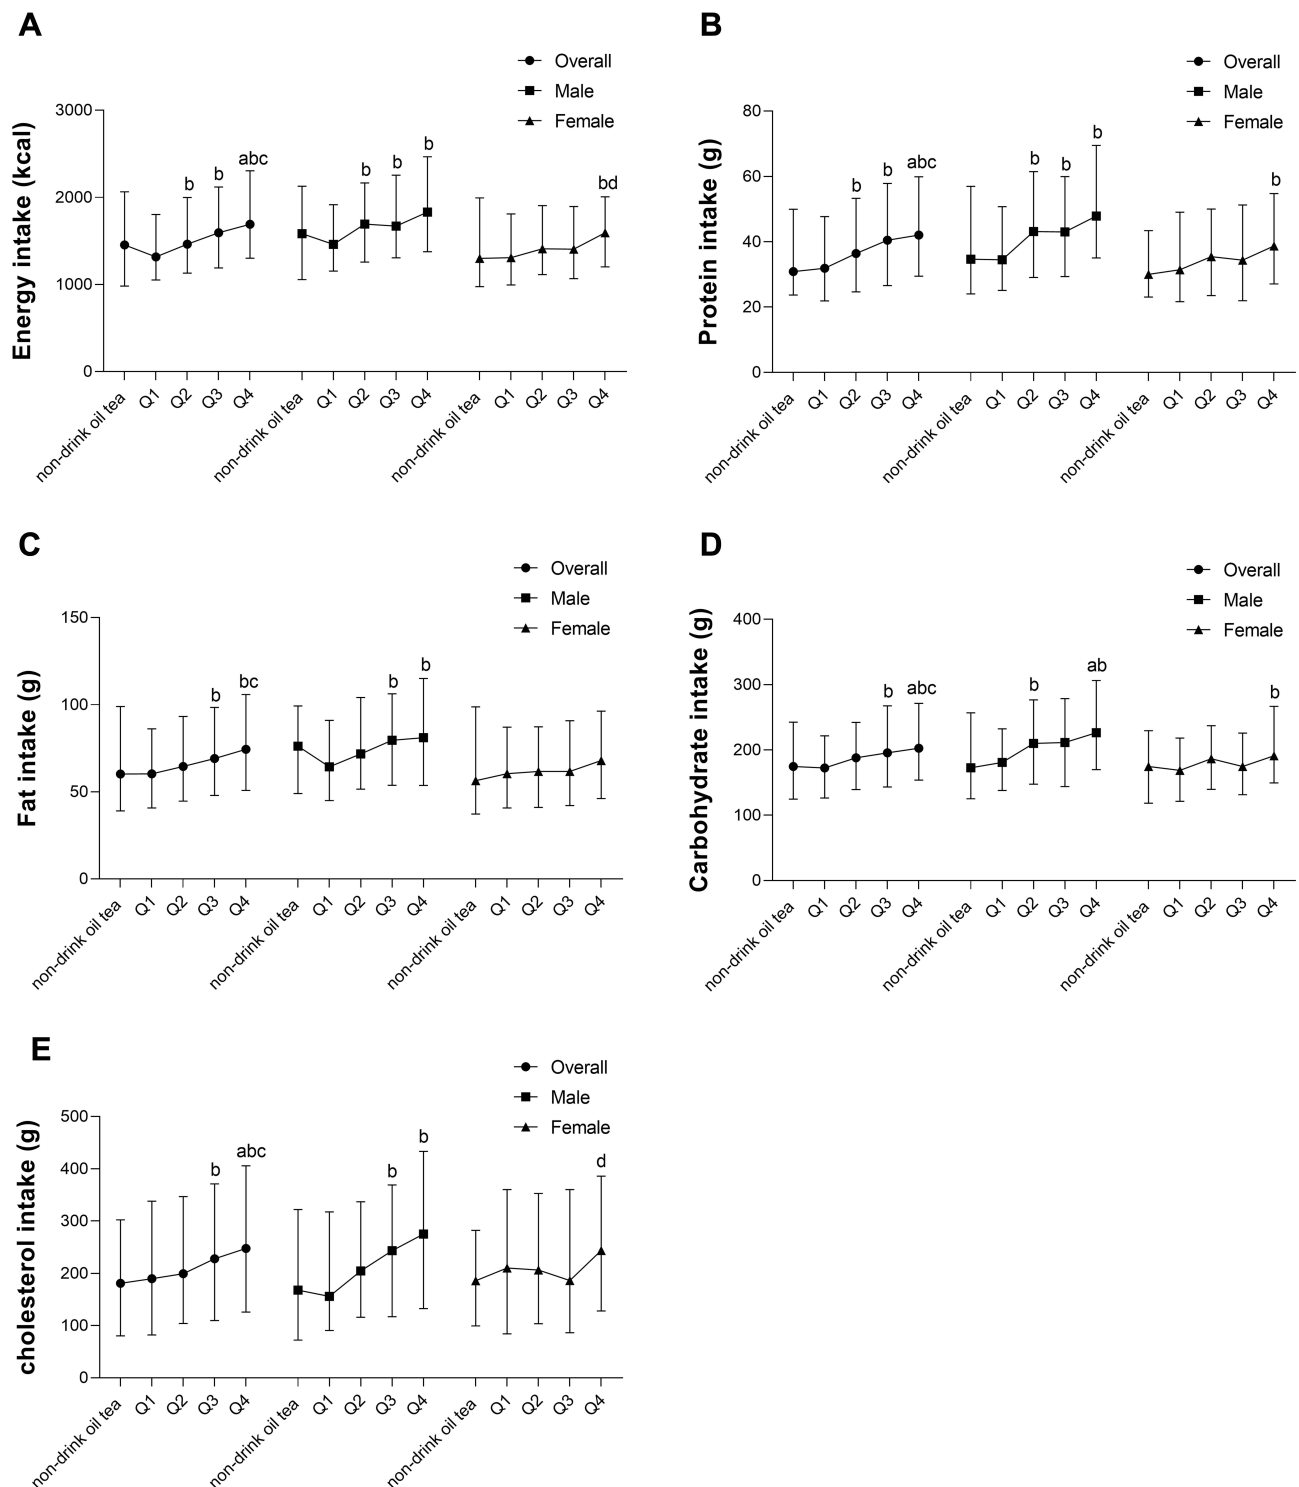 A
Overall
Male
Female
Energy intake (kcal)
3000
2000
1000
0
b
b
abc
b
b
b
bd
non-drink oil tea
Q1
Q2
Q3
Q4
non-drink oil tea
Q1
Q2
Q3
Q4
non-drink oil tea
Q1
Q2
Q3
Q4
B
Overall
Male
Female
Protein intake (g)
80
60
40
20
0
b
b
abc
b
b
b
b
non-drink oil tea
Q1
Q2
Q3
Q4
non-drink oil tea
Q1
Q2
Q3
Q4
non-drink oil tea
Q1
Q2
Q3
Q4
C
Overall
Male
Female
Fat intake (g)
150
100
50
0
b
bc
b
b
non-drink oil tea
Q1
Q2
Q3
Q4
non-drink oil tea
Q1
Q2
Q3
Q4
non-drink oil tea
Q1
Q2
Q3
Q4
D
Overall
Male
Female
Carbohydrate intake (g)
400
300
200
100
0
b
abc
b
ab
b
non-drink oil tea
Q1
Q2
Q3
Q4
non-drink oil tea
Q1
Q2
Q3
Q4
non-drink oil tea
Q1
Q2
Q3
Q4
E
Overall
Male
Female
cholesterol intake (g)
500
400
300
200
100
0
b
abc
b
b
d
non-drink oil tea
Q1
Q2
Q3
Q4
non-drink oil tea
Q1
Q2
Q3
Q4
non-drink oil tea
Q1
Q2
Q3
Q4